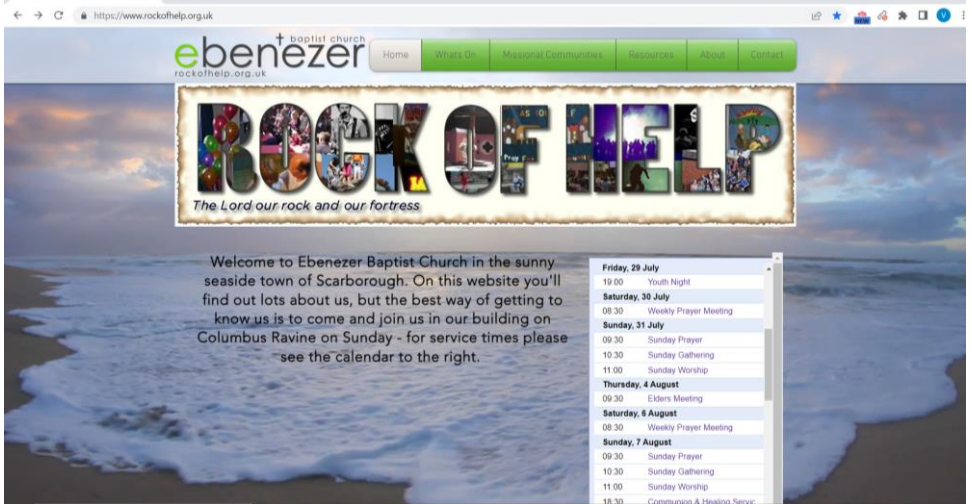 https://www.rockofhelp.org.uk
NEW
V
baptist church
ebenezer
rockofhelp.org.uk
Home Whats On Missional Communities Resources About Contact
ROCK OF HELP
The Lord our rock and our fortress
Welcome to Ebenezer Baptist Church in the sunny
seaside town of Scarborough. On this website you'll
find out lots about us, but the best way of getting to
know us is to come and join us in our building on
Columbus Ravine on Sunday - for service times please
see the calendar to the right.
Friday, 29 July
19:00 Youth Night
Saturday, 30 July
08:30 Weekly Prayer Meeting
Sunday, 31 July
09:30 Sunday Prayer
10:30 Sunday Gathering
11:00 Sunday Worship
Thursday, 4 August
09:30 Elders Meeting
Saturday, 6 August
08:30 Weekly Prayer Meeting
Sunday, 7 August
09:30 Sunday Prayer
10:30 Sunday Gathering
11:00 Sunday Worship
18:30 Communion & Healing Servic